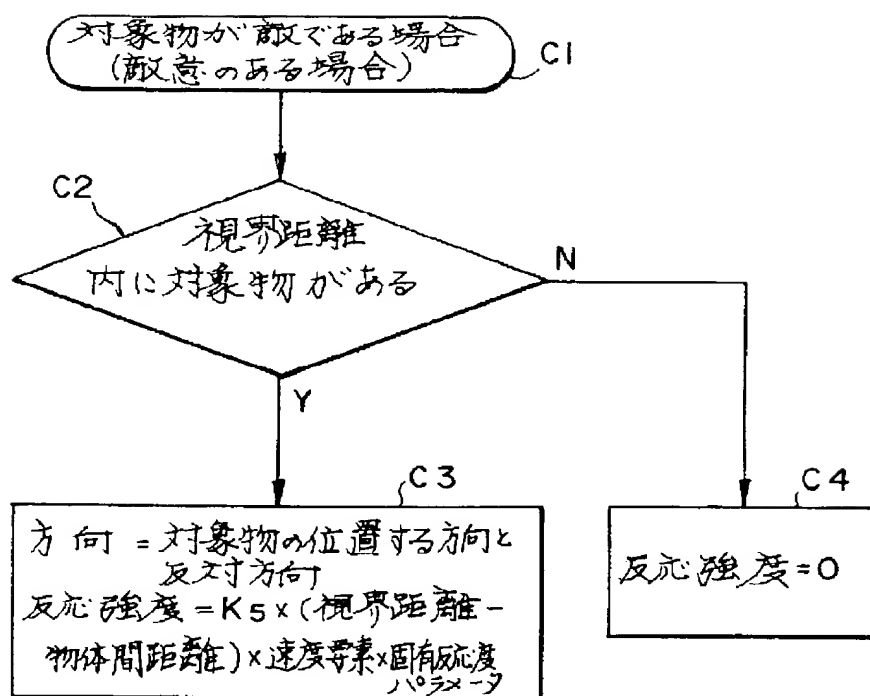 対象物が敵である場合
(敵意のある場合)
C1
C2
視界距離
内に対象物がある
N
Y
C3
方向 = 対象物の位置する方向と
反対方向
反応強度 = K5×(視界距離-
物体間距離)×速度要素×固有反応度
パラメータ
C4
反応強度=0